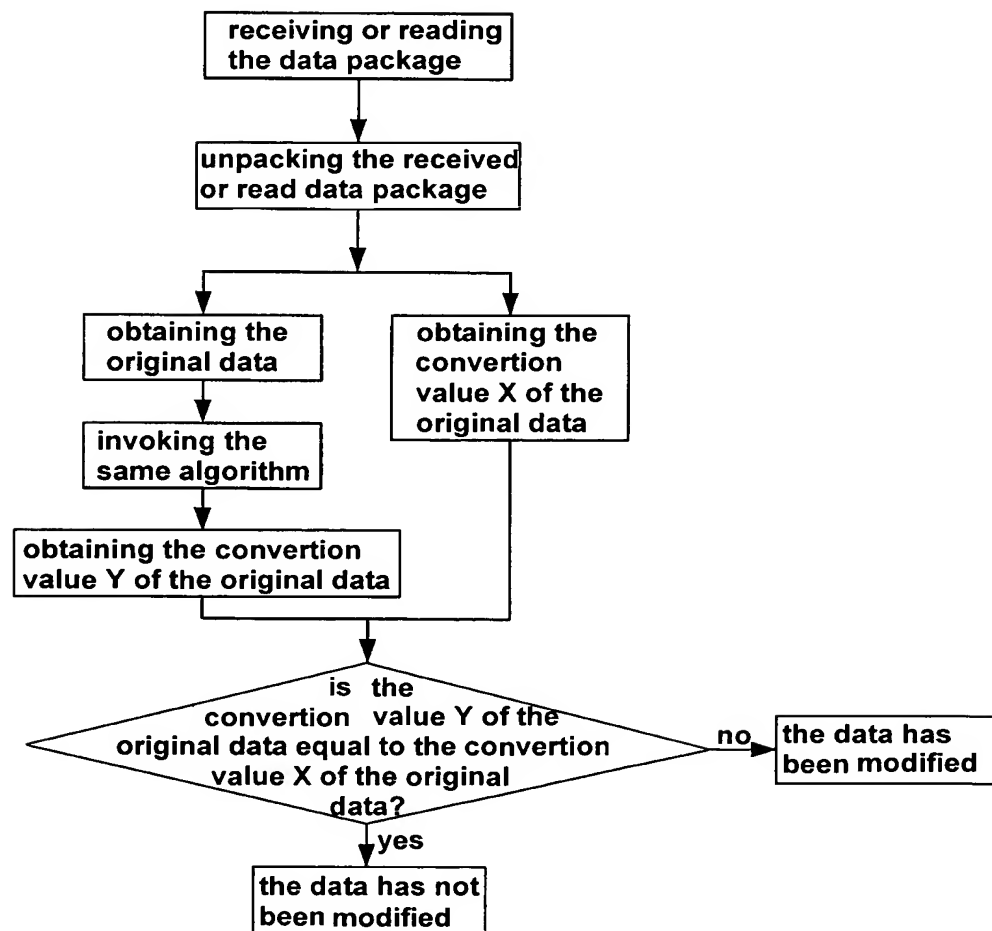 receiving or reading
the data package
unpacking the received
or read data package
obtaining the
original data
obtaining the
convertion
value X of the
original data
invoking the
same algorithm
obtaining the convertion
value Y of the original data
is the
convertion value Y of the
original data equal to the convertion
value X of the original
data?
no
the data has
been modified
yes
the data has not
been modified